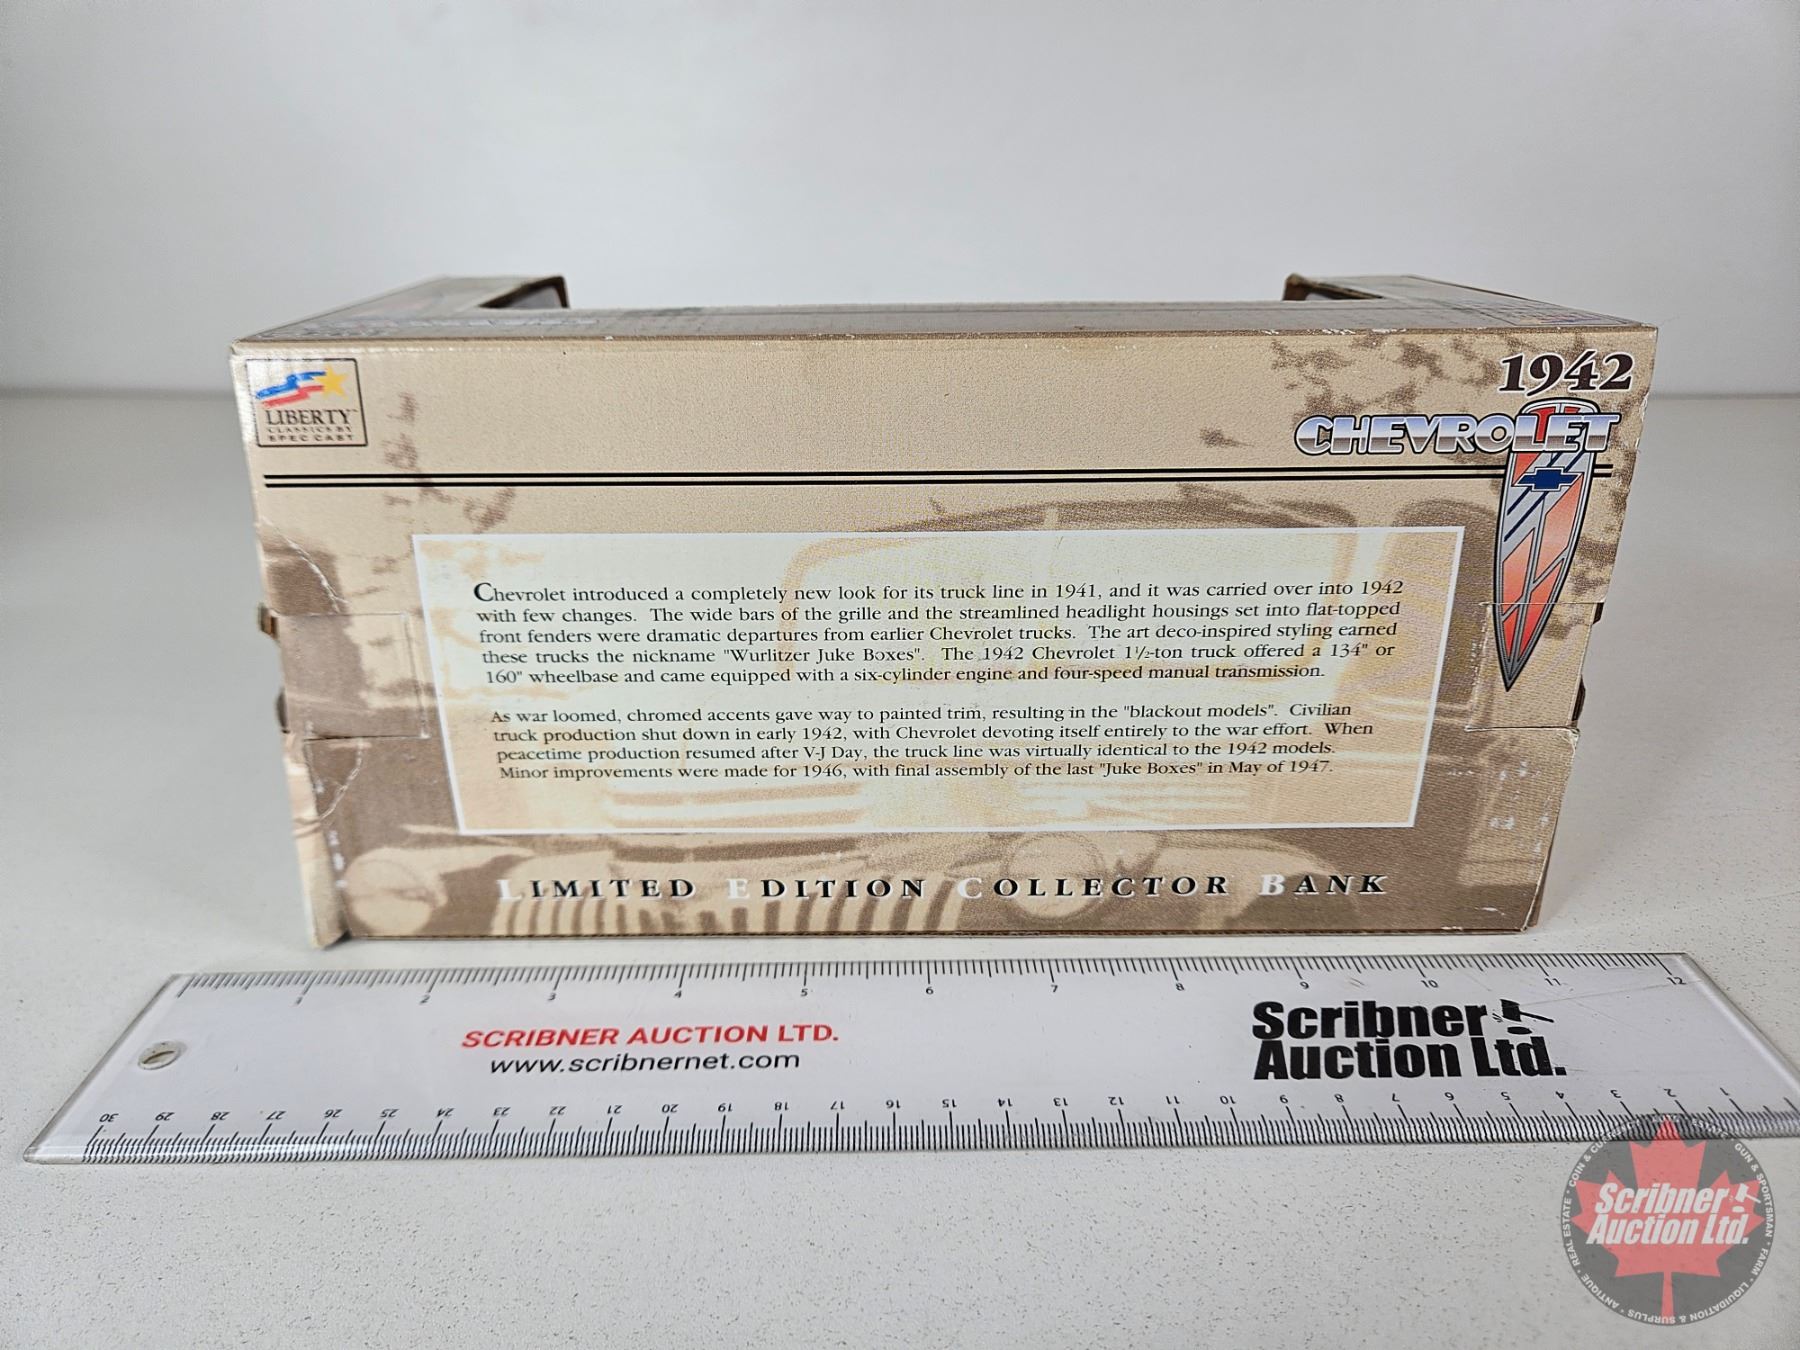 LIBERTY™
CLASSICS BY
SPEC CAST
1942
CHEVROLET
Chevrolet introduced a completely new look for its truck line in 1941, and it was carried over into 1942
with few changes. The wide bars of the grille and the streamlined headlight housings set into flat-topped
front fenders were dramatic departures from earlier Chevrolet trucks. The art deco-inspired styling earned
these trucks the nickname "Wurlitzer Juke Boxes". The 1942 Chevrolet 1½-ton truck offered a 134" or
160" wheelbase and came equipped with a six-cylinder engine and four-speed manual transmission.
As war loomed, chromed accents gave way to painted trim, resulting in the "blackout models". Civilian
truck production shut down in early 1942, with Chevrolet devoting itself entirely to the war effort. When
peacetime production resumed after V-J Day, the truck line was virtually identical to the 1942 models.
Minor improvements were made for 1946, with final assembly of the last "Juke Boxes" in May of 1947.
LIMITED EDITION COLLECTOR BANK
1 2 3 4 5 6 7 8 9 10 11 12
SCRIBNER AUCTION LTD.
www.scribnernet.com
Scribner
Auction Ltd.
30 29 28 27 26 25 24 23 22 21 20 19 18 17 16 15 14 13 12 11 10 9 8 7 6 5 4 3 2 1
Scribner
Auction Ltd.
ANTIQUE • REAL ESTATE • COIN &
GUN & SPORTSMAN • FARM • LIQUIDATION & SURPLUS